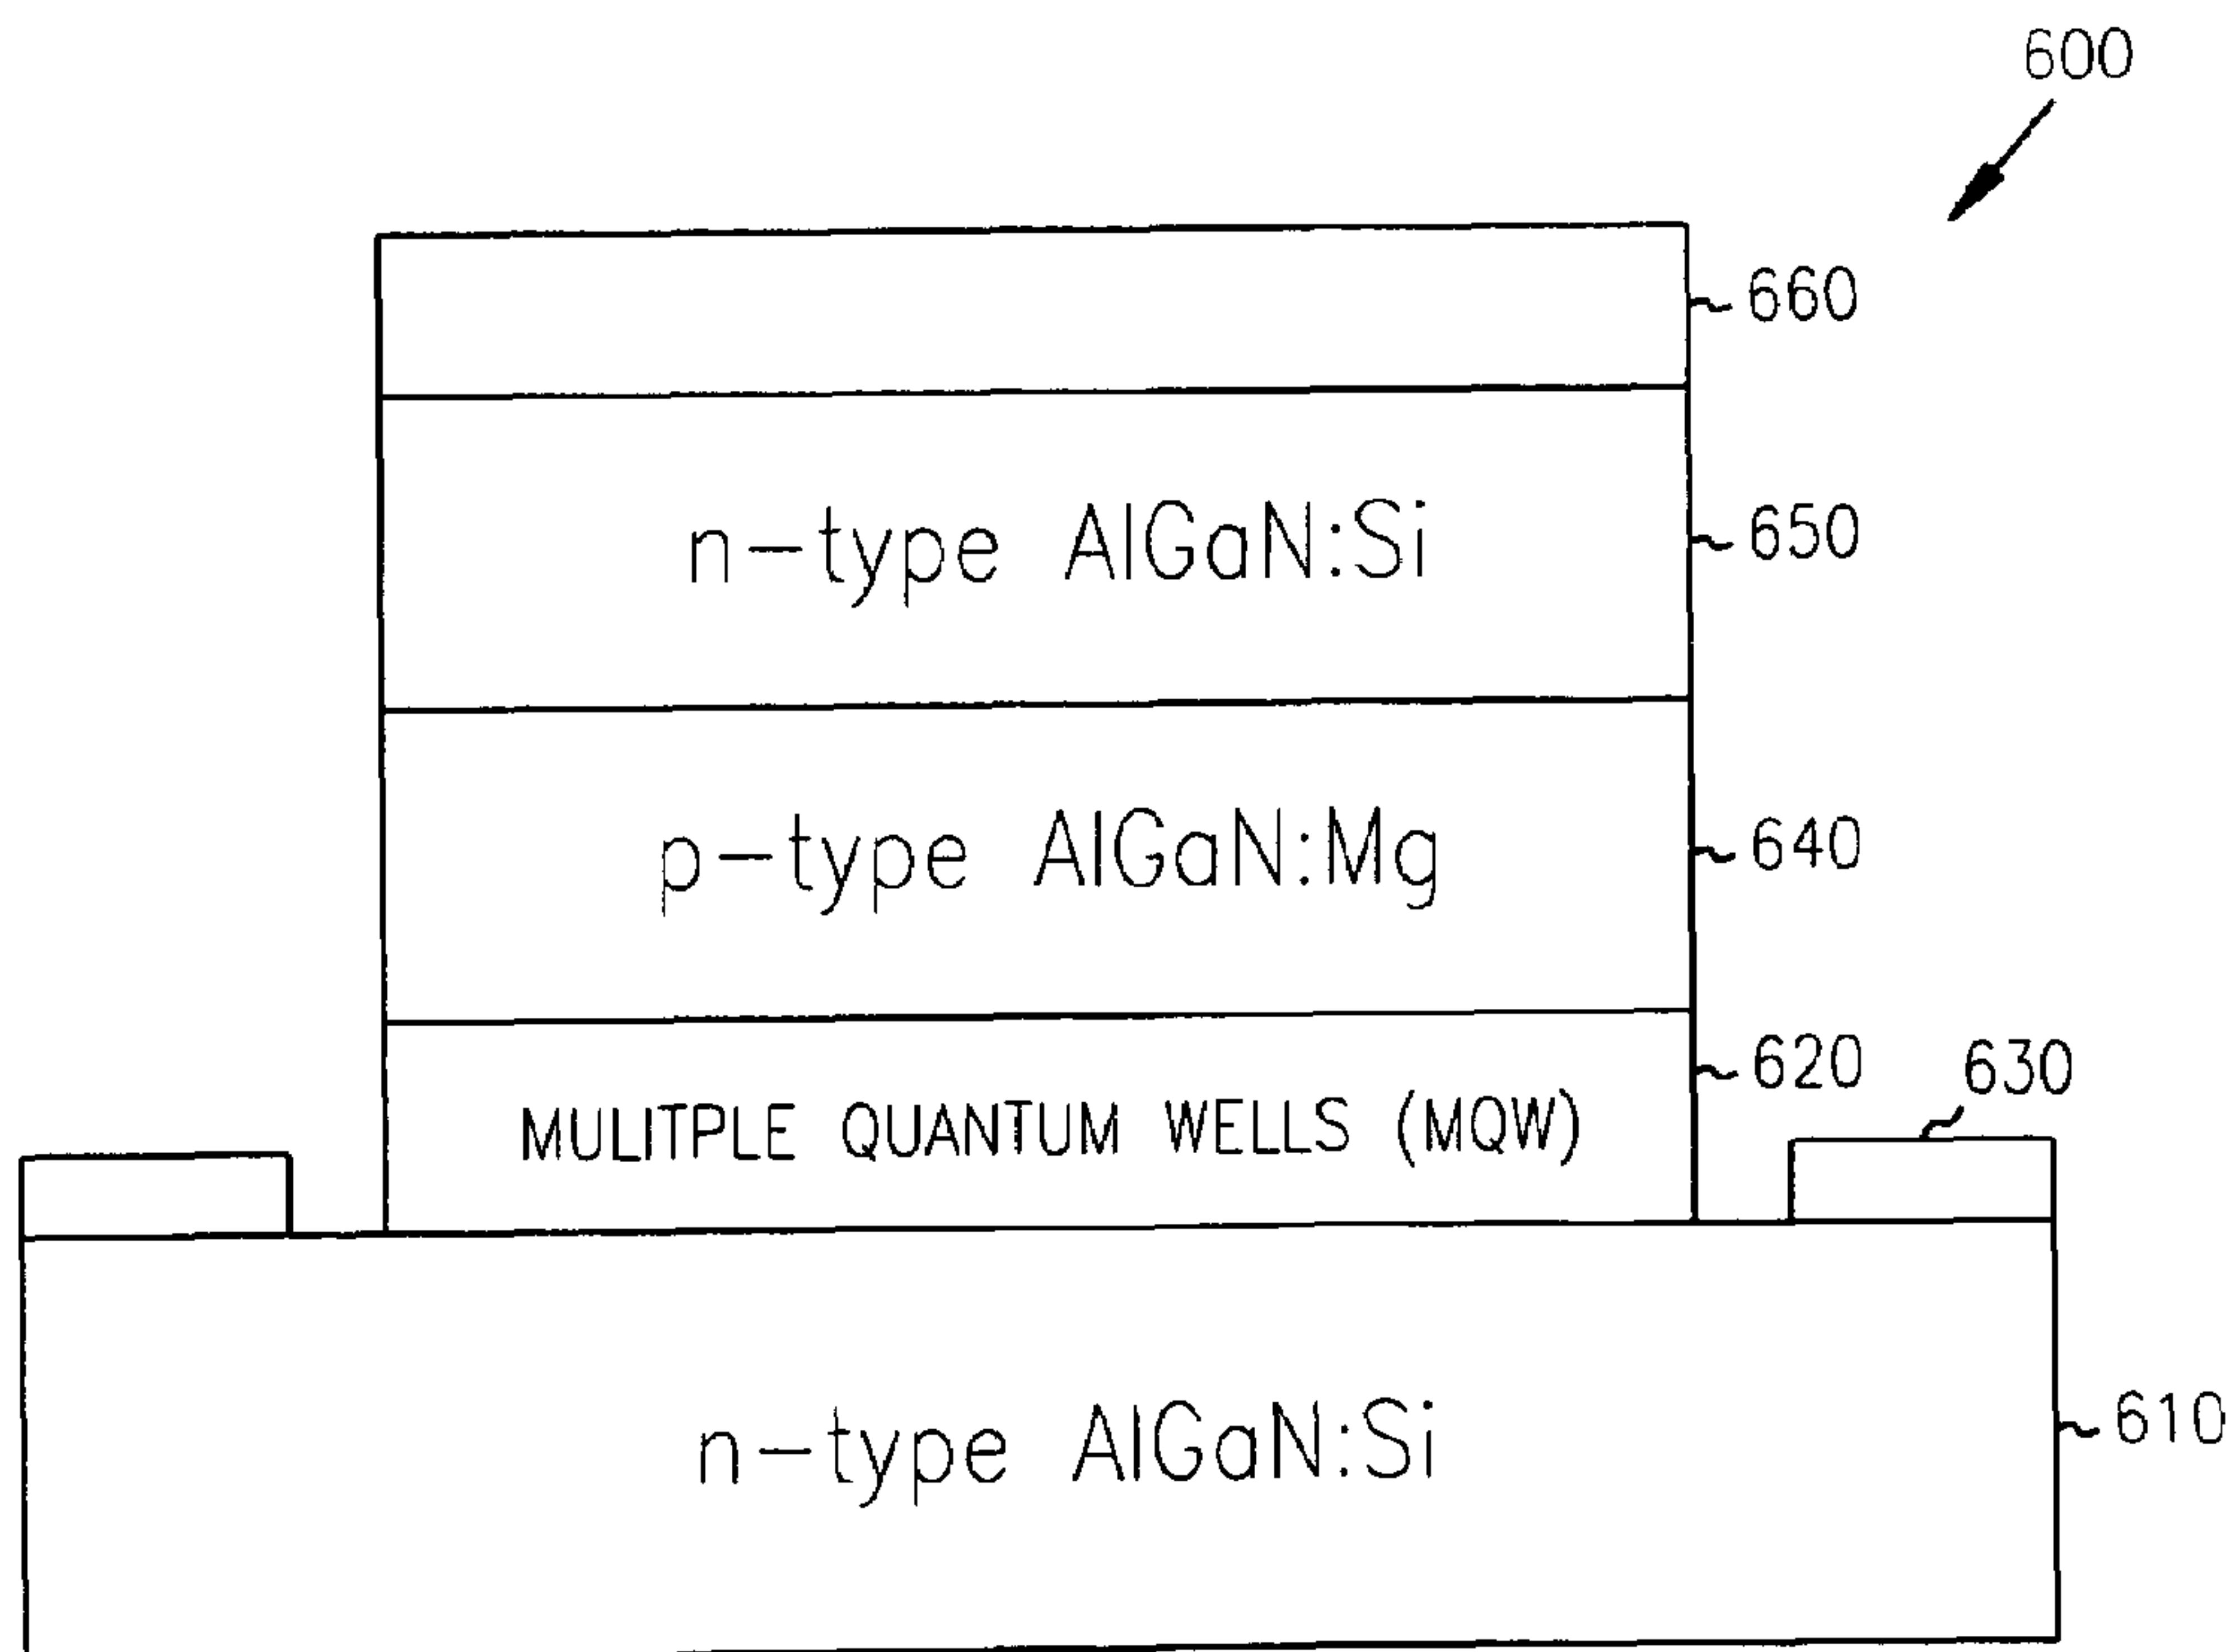 600
660
n-type AlGaN:Si
650
p-type AlGaN:Mg
640
620
630
MULITPLE QUANTUM WELLS (MQW)
n-type AlGaN:Si
610